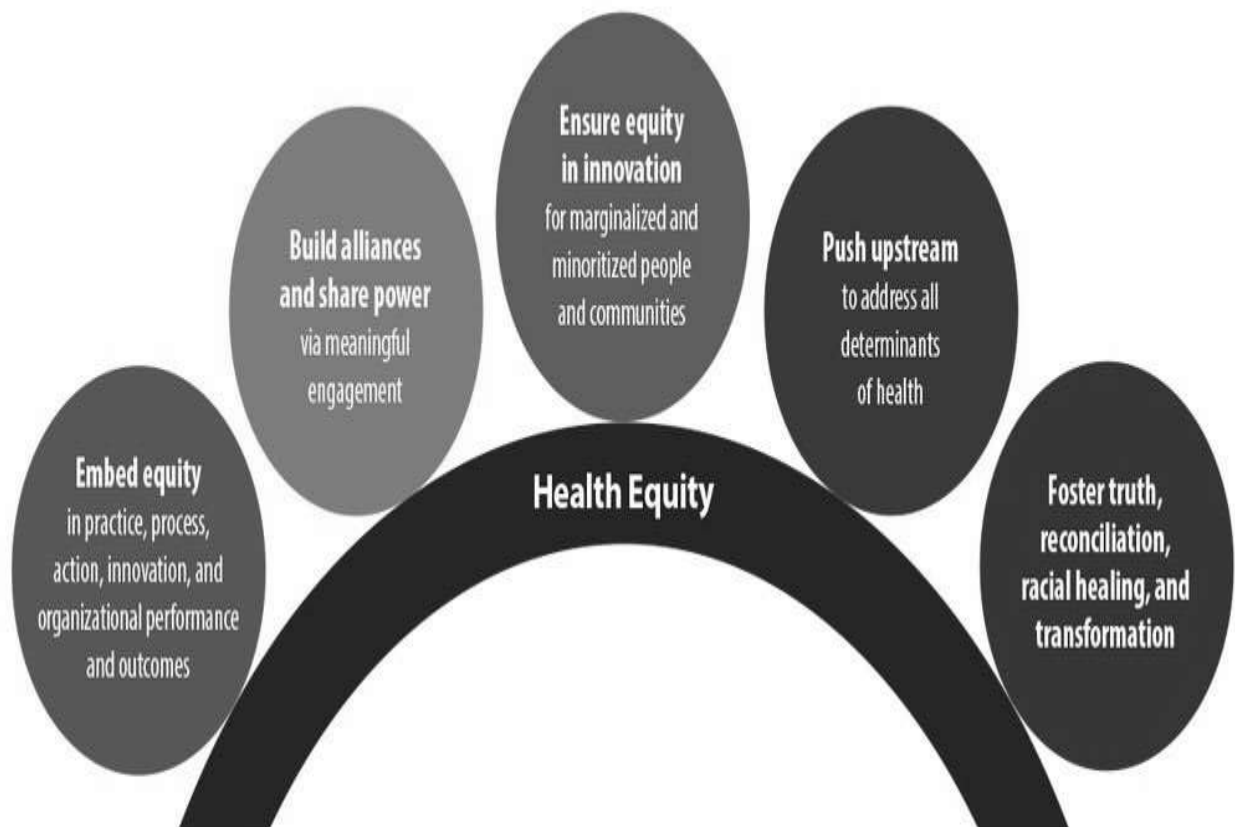 Embed equity
in practice, process,
action, innovation, and
organizational performance
and outcomes
Build alliances
and share power
via meaningful
engagement
Ensure equity
in innovation
for marginalized and
minoritized people
and communities
Push upstream
to address all
determinants
of health
Foster truth,
reconciliation,
racial healing, and
transformation
Health Equity